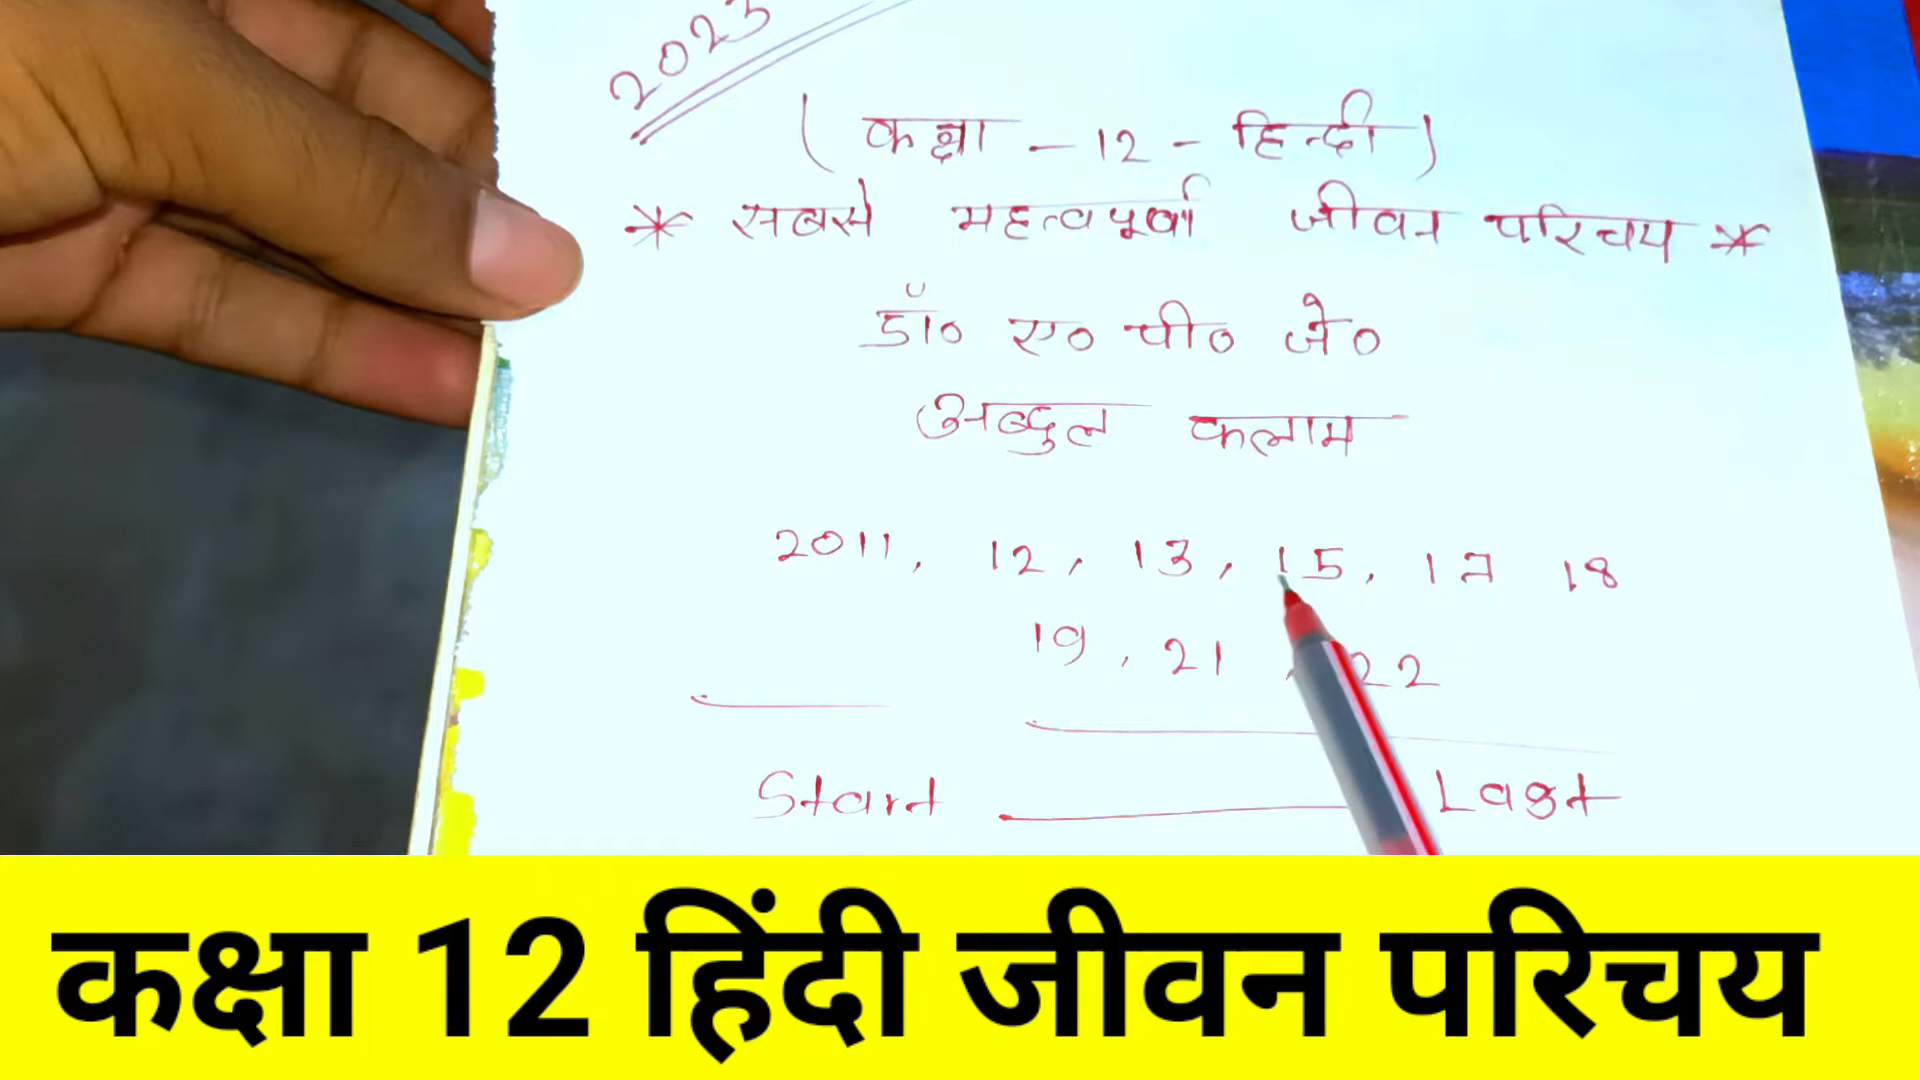 2023
( कक्षा - 12 - हिन्दी )
* सबसे महत्वपूर्ण जीवन परिचय *
डॉ० ए० पी० जे०
अब्दुल कलाम
2011, 12, 13, 15, 17 18
19, 21, 22
Start Last
कक्षा 12 हिंदी जीवन परिचय